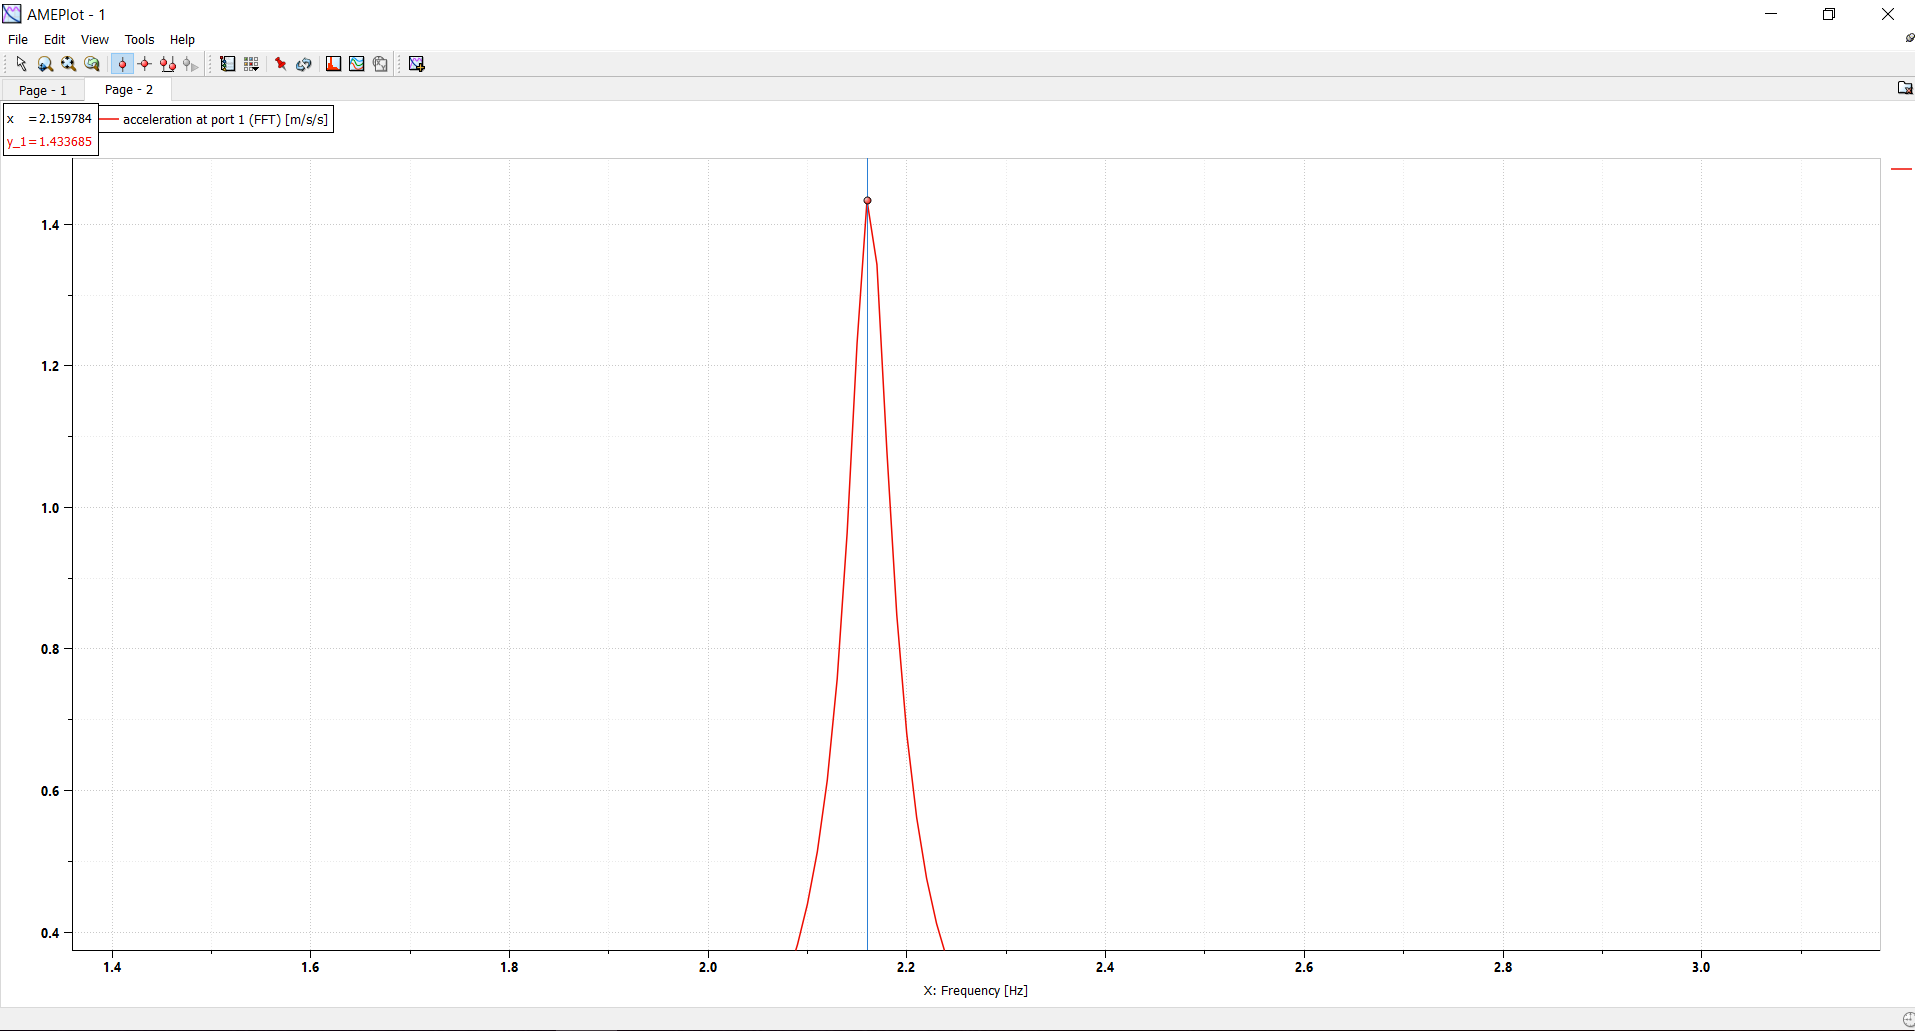 AMEPlot - 1
File Edit View Tools Help
Page - 1 Page - 2
x =2.159784
y_1=1.433685
acceleration at port 1 (FFT) [m/s/s]
1.4
1.2
1.0
0.8
0.6
0.4
1.4 1.6 1.8 2.0 2.2 2.4 2.6 2.8 3.0
X: Frequency [Hz]